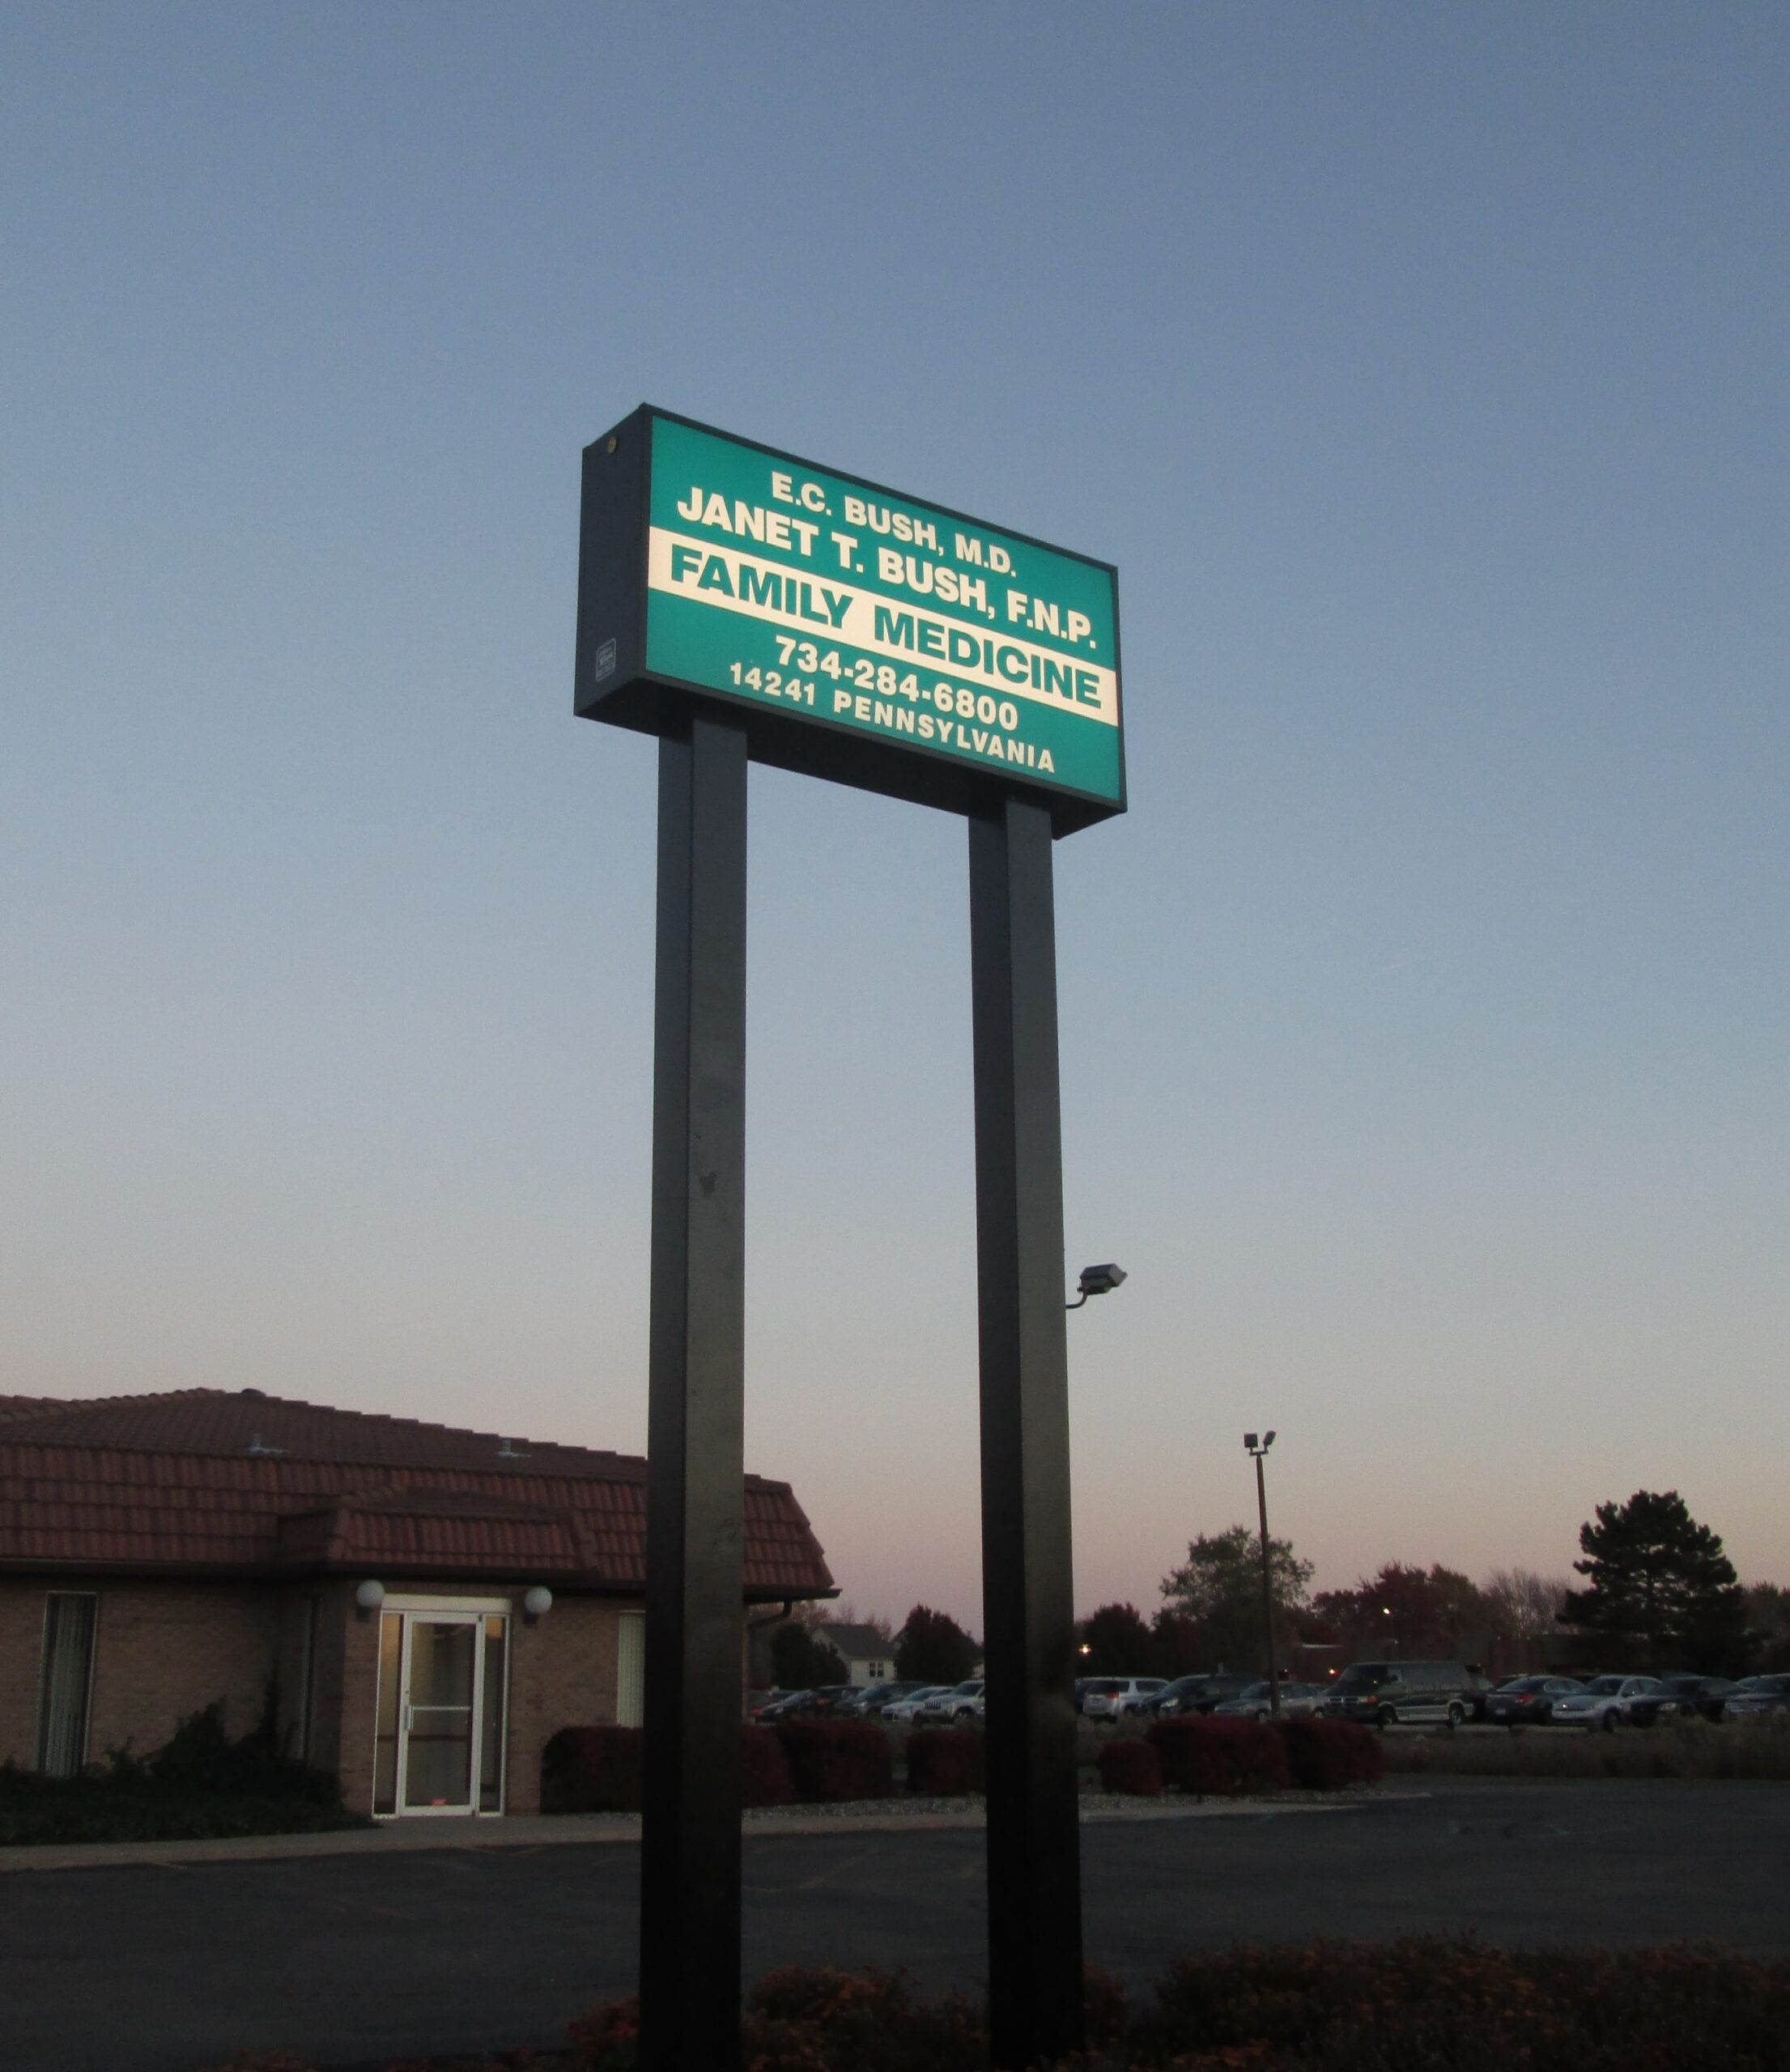 E.C. BUSH, M.D.
JANET T. BUSH, F.N.P.
FAMILY MEDICINE
734-284-6800
14241 PENNSYLVANIA